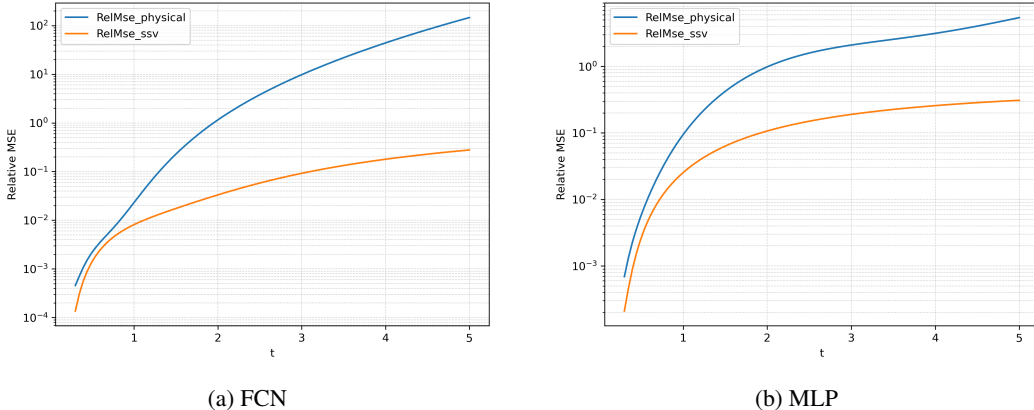 RelMse_physical
RelMse_ssv
10^2
10^1
10^0
10^-1
10^-2
10^-3
10^-4
Relative MSE
1 2 3 4 5
t
(a) FCN
RelMse_physical
RelMse_ssv
10^0
10^-1
10^-2
10^-3
Relative MSE
1 2 3 4 5
t
(b) MLP